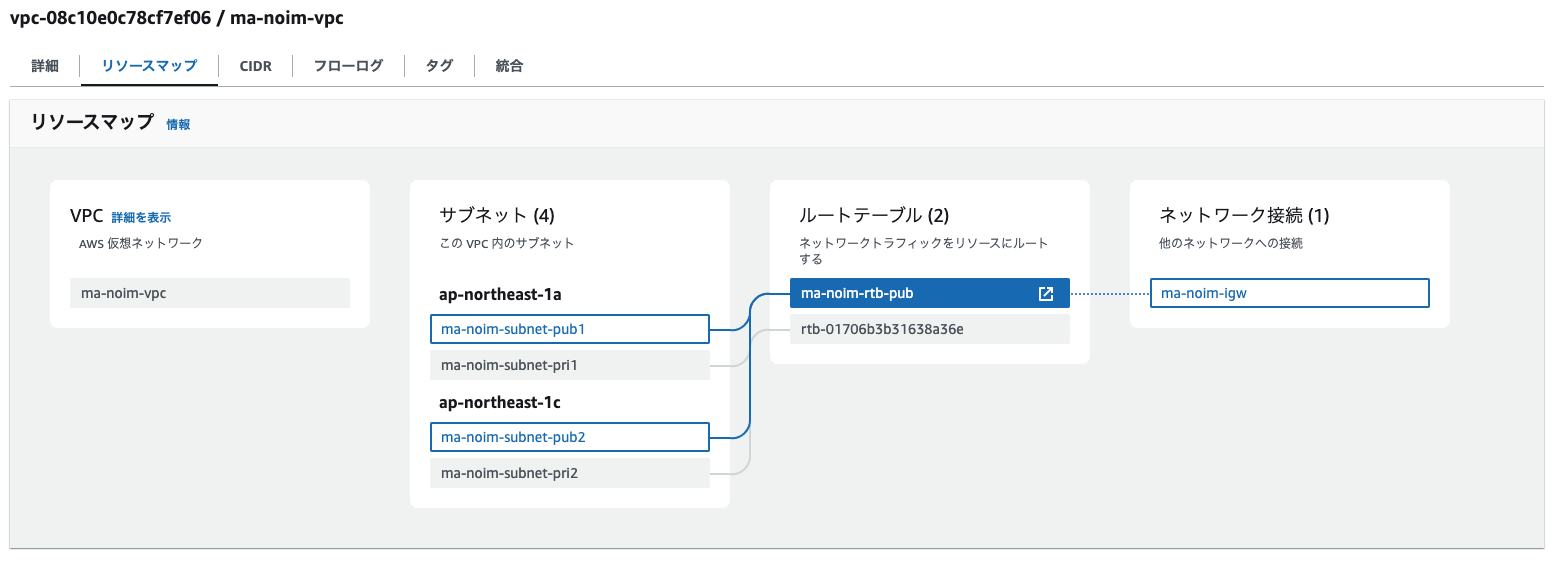 vpc-08c10e0c78cf7ef06 / ma-noim-vpc
詳細 リソースマップ CIDR フローログ タグ 統合
リソースマップ 情報
VPC 詳細を表示
AWS 仮想ネットワーク
ma-noim-vpc
サブネット (4)
この VPC 内のサブネット
ap-northeast-1a
ma-noim-subnet-pub1
ma-noim-subnet-pri1
ap-northeast-1c
ma-noim-subnet-pub2
ma-noim-subnet-pri2
ルートテーブル (2)
ネットワークトラフィックをリソースにルート
する
ma-noim-rtb-pub
rtb-01706b3b31638a36e
ネットワーク接続 (1)
他のネットワークへの接続
ma-noim-igw